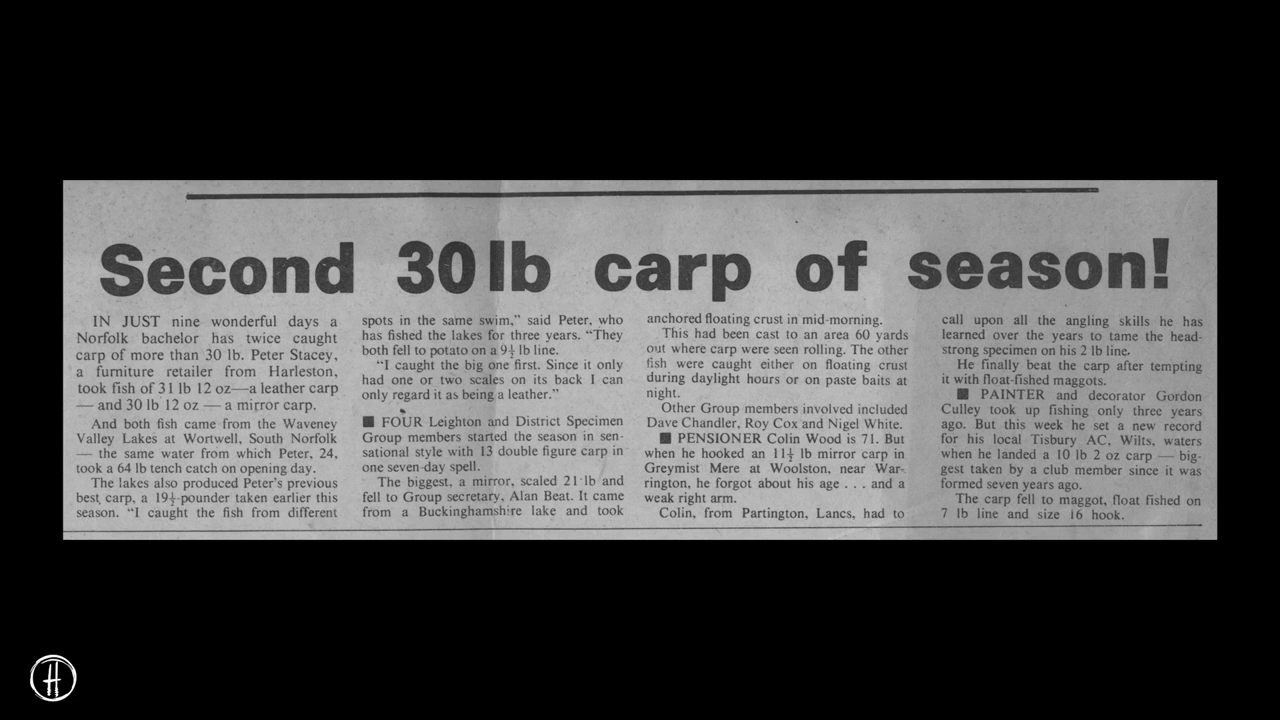 Second 30 lb carp of season!
IN JUST nine wonderful days a
Norfolk bachelor has twice caught
carp of more than 30 lb. Peter Stacey,
a furniture retailer from Harleston,
took fish of 31 lb 12 oz—a leather carp
— and 30 lb 12 oz — a mirror carp.
And both fish came from the Waveney
Valley Lakes at Wortwell, South Norfolk
— the same water from which Peter, 24,
took a 64 lb tench catch on opening day.
The lakes also produced Peter's previous
best carp, a 19½-pounder taken earlier this
season. "I caught the fish from different
spots in the same swim," said Peter, who
has fished the lakes for three years. "They
both fell to potato on a 9½ lb line.
"I caught the big one first. Since it only
had one or two scales on its back I can
only regard it as being a leather."
■ FOUR Leighton and District Specimen
Group members started the season in sen-
sational style with 13 double figure carp in
one seven-day spell.
The biggest, a mirror, scaled 21 lb and
fell to Group secretary, Alan Beat. It came
from a Buckinghamshire lake and took
anchored floating crust in mid-morning.
This had been cast to an area 60 yards
out where carp were seen rolling. The other
fish were caught either on floating crust
during daylight hours or on paste baits at
night.
Other Group members involved included
Dave Chandler, Roy Cox and Nigel White.
■ PENSIONER Colin Wood is 71. But
when he hooked an 11½ lb mirror carp in
Greymist Mere at Woolston, near War-
rington, he forgot about his age . . . and a
weak right arm.
Colin, from Partington, Lancs, had to
call upon all the angling skills he has
learned over the years to tame the head-
strong specimen on his 2 lb line.
He finally beat the carp after tempting
it with float-fished maggots.
■ PAINTER and decorator Gordon
Culley took up fishing only three years
ago. But this week he set a new record
for his local Tisbury AC, Wilts, waters
when he landed a 10 lb 2 oz carp — big-
gest taken by a club member since it was
formed seven years ago.
The carp fell to maggot, float fished on
7 lb line and size 16 hook.
H